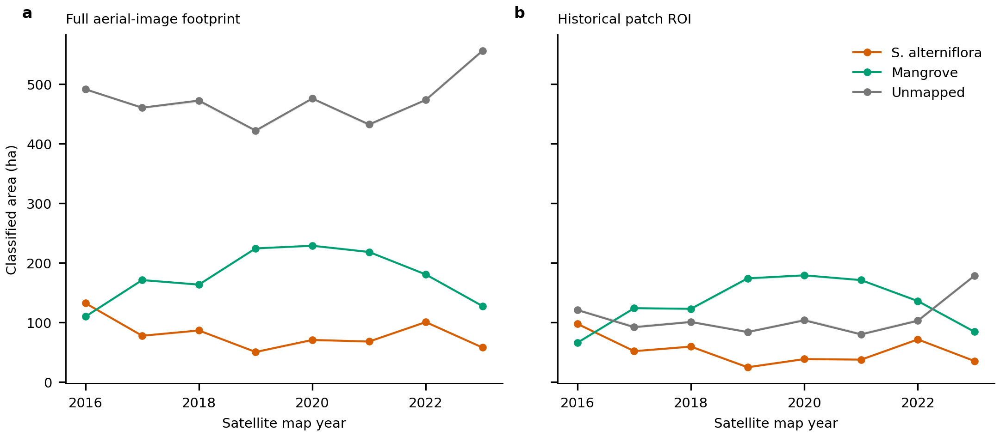 a
Full aerial-image footprint
Classified area (ha)
500
400
300
200
100
0
2016 2018 2020 2022
Satellite map year
b
Historical patch ROI
S. alterniflora
Mangrove
Unmapped
2016 2018 2020 2022
Satellite map year